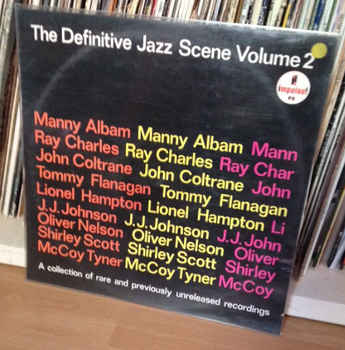 The Definitive Jazz Scene Volume 2
impulse!
Manny Albam Manny Albam Mann
Ray Charles Ray Charles Ray Char
John Coltrane John Coltrane John
Tommy Flanagan Tommy Flanagan
Lionel Hampton Lionel Hampton Li
J.J.Johnson J.J.Johnson J.J.John
Oliver Nelson Oliver Nelson Oliver
Shirley Scott Shirley Scott Shirley
McCoy Tyner McCoy Tyner McCoy
A collection of rare and previously unreleased recordings